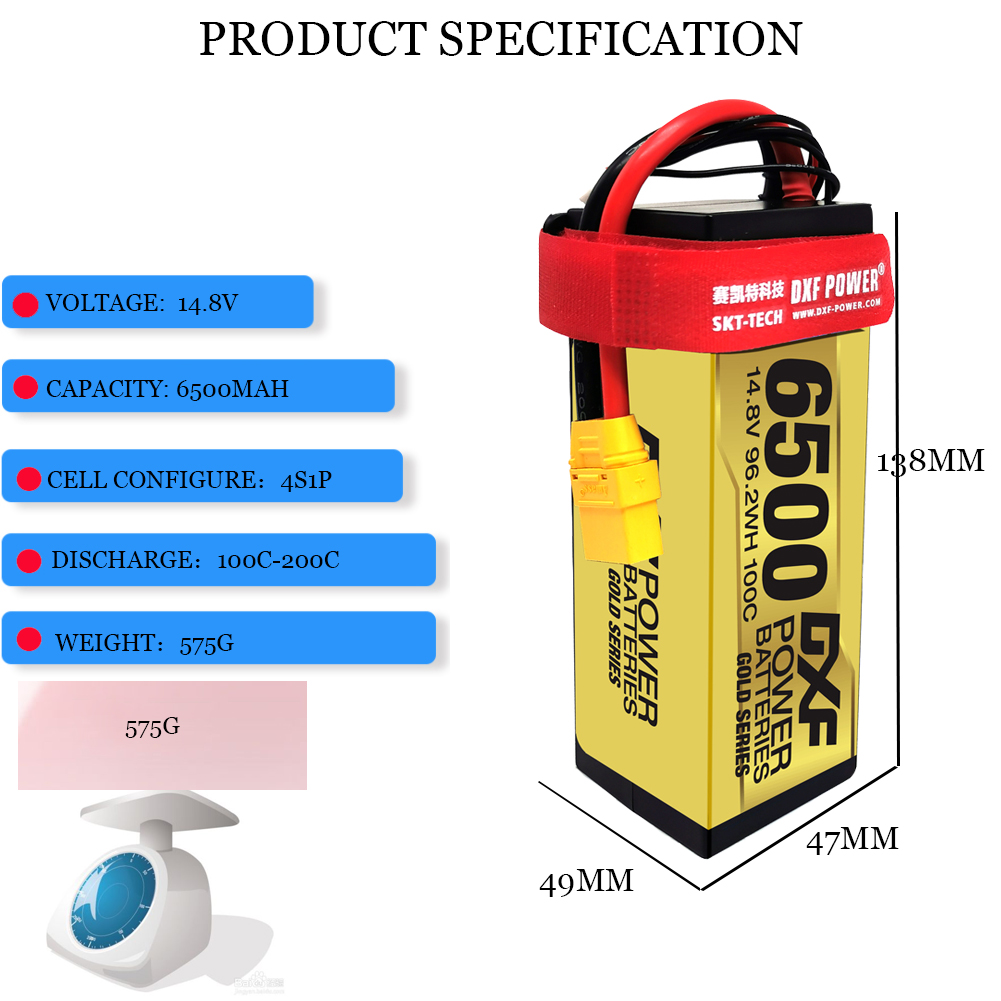 PRODUCT SPECIFICATION
VOLTAGE: 14.8V
CAPACITY: 6500MAH
CELL CONFIGURE：4S1P
DISCHARGE：100C-200C
WEIGHT：575G
575G
赛凯特科技
SKT-TECH
DXF POWER®
WWW.DXF-POWER.COM
6500
14.8V 96.2WH 100C
DXF
POWER
BATTERIES
GOLD SERIES
POWER
BATTERIES
GOLD SERIES
138MM
47MM
49MM